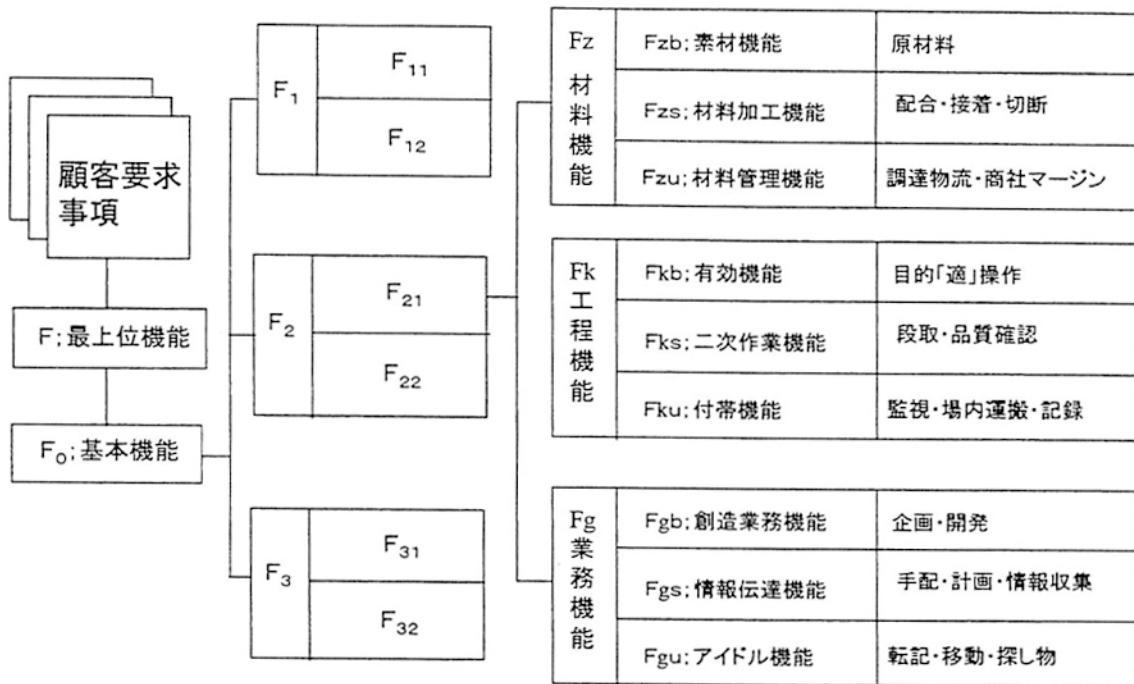 顧客要求
事項
F;最上位機能
F0;基本機能
F1
F11
F12
F2
F21
F22
F3
F31
F32
Fz
材料機能
Fzb;素材機能
原材料
Fzs;材料加工機能
配合・接着・切断
Fzu;材料管理機能
調達物流・商社マージン
Fk
工程機能
Fkb;有効機能
目的「適」操作
Fks;二次作業機能
段取・品質確認
Fku;付帯機能
監視・場内運搬・記録
Fg
業務機能
Fgb;創造業務機能
企画・開発
Fgs;情報伝達機能
手配・計画・情報収集
Fgu;アイドル機能
転記・移動・探し物